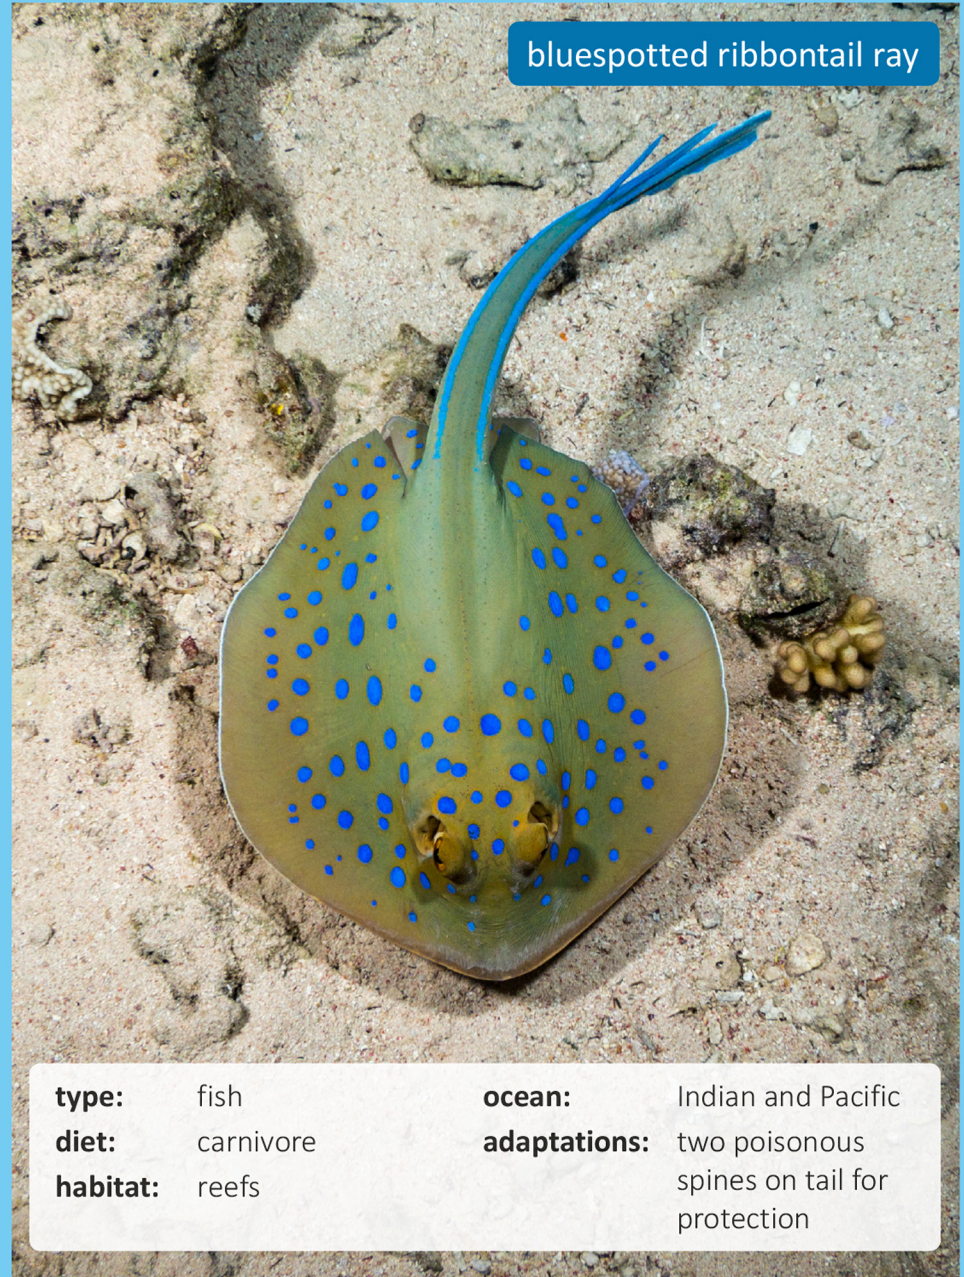 bluespotted ribbontail ray
type: fish
diet: carnivore
habitat: reefs
ocean: Indian and Pacific
adaptations: two poisonous
spines on tail for
protection